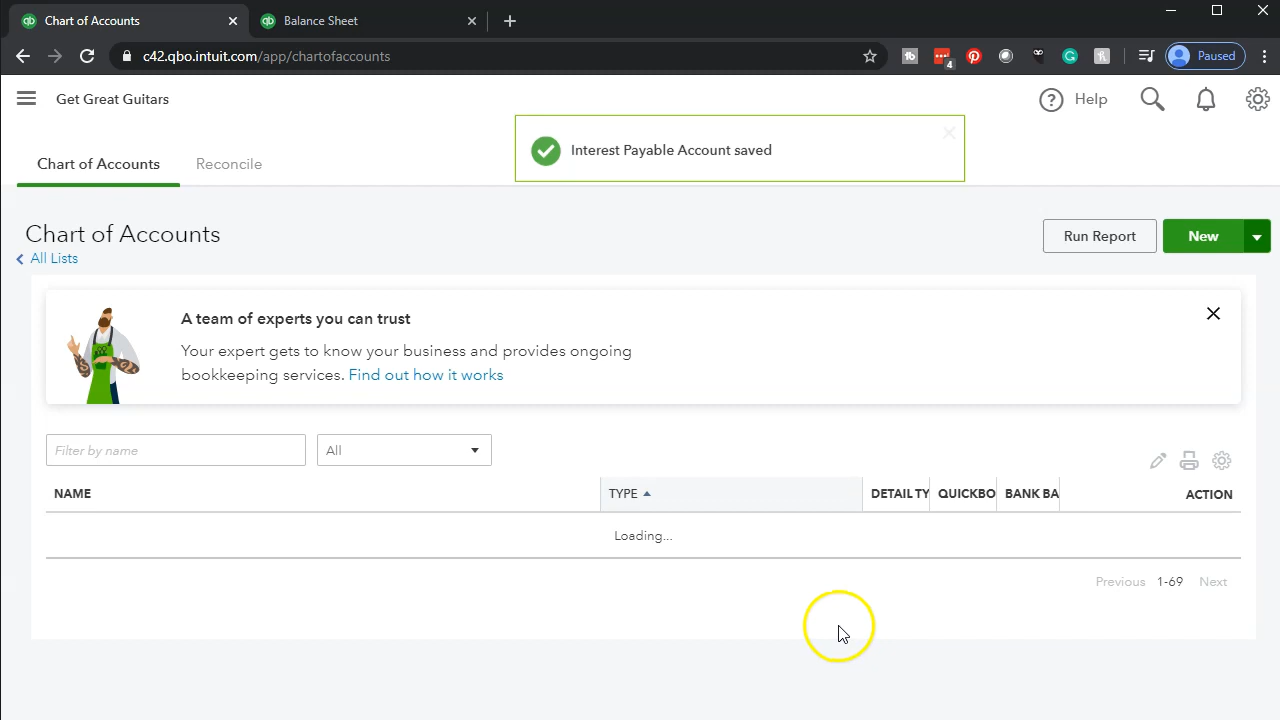 Chart of Accounts
Balance Sheet
c42.qbo.intuit.com/app/chartofaccounts
4
Paused
Get Great Guitars
Help
Interest Payable Account saved
Chart of Accounts
Reconcile
Chart of Accounts
All Lists
Run Report
New
A team of experts you can trust
Your expert gets to know your business and provides ongoing
bookkeeping services. Find out how it works
Filter by name
All
NAME
TYPE
DETAIL TY
QUICKBO
BANK BA
ACTION
Loading...
Previous 1-69 Next